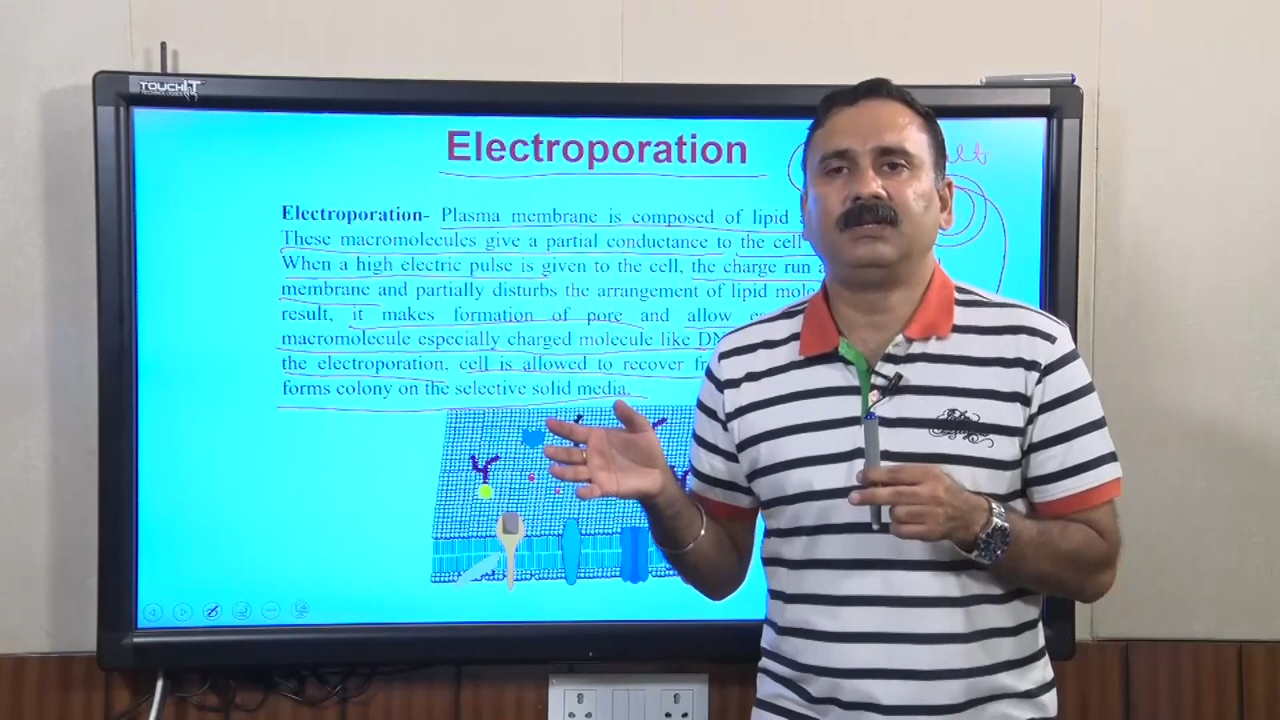 TOUCHIT
TECHNOLOGIES
Electroporation
Electroporation- Plasma membrane is composed of lipid
These macromolecules give a partial conductance to the cell
When a high electric pulse is given to the cell, the charge run
membrane and partially disturbs the arrangement of lipid
result, it makes formation of pore and allow
macromolecule especially charged molecule like
the electroporation, cell is allowed to recover
forms colony on the selective solid media.